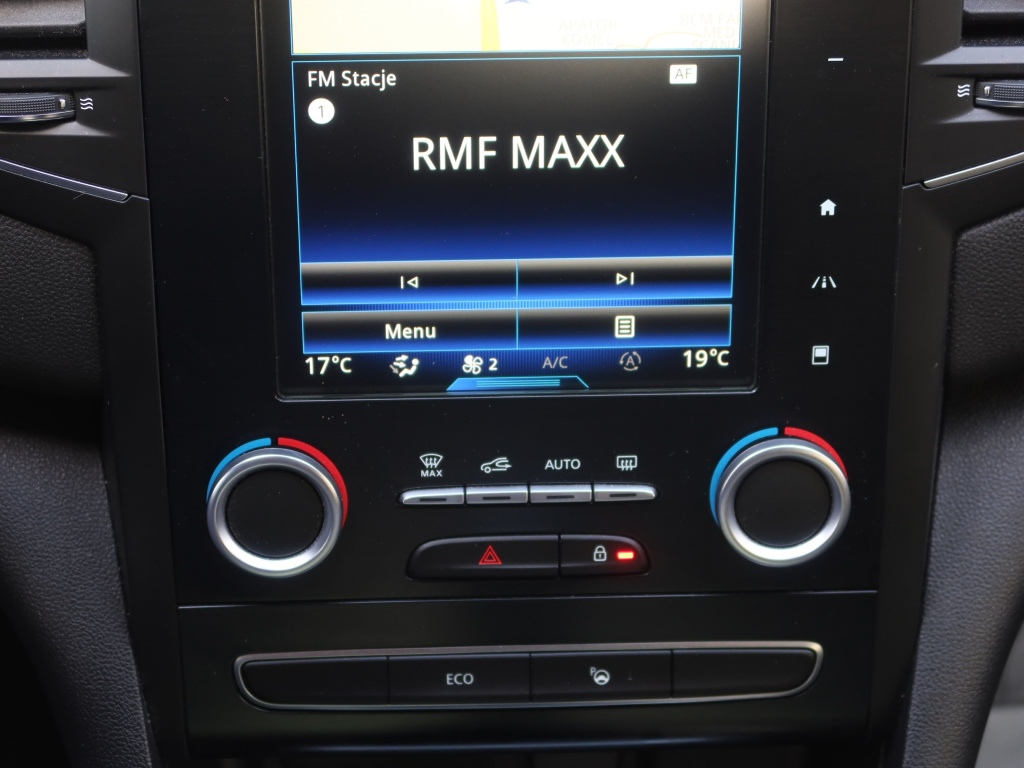 FM Stacje
AF
1
RMF MAXX
Menu
17°C
2
A/C
A
19°C
MAX
AUTO
ECO
P